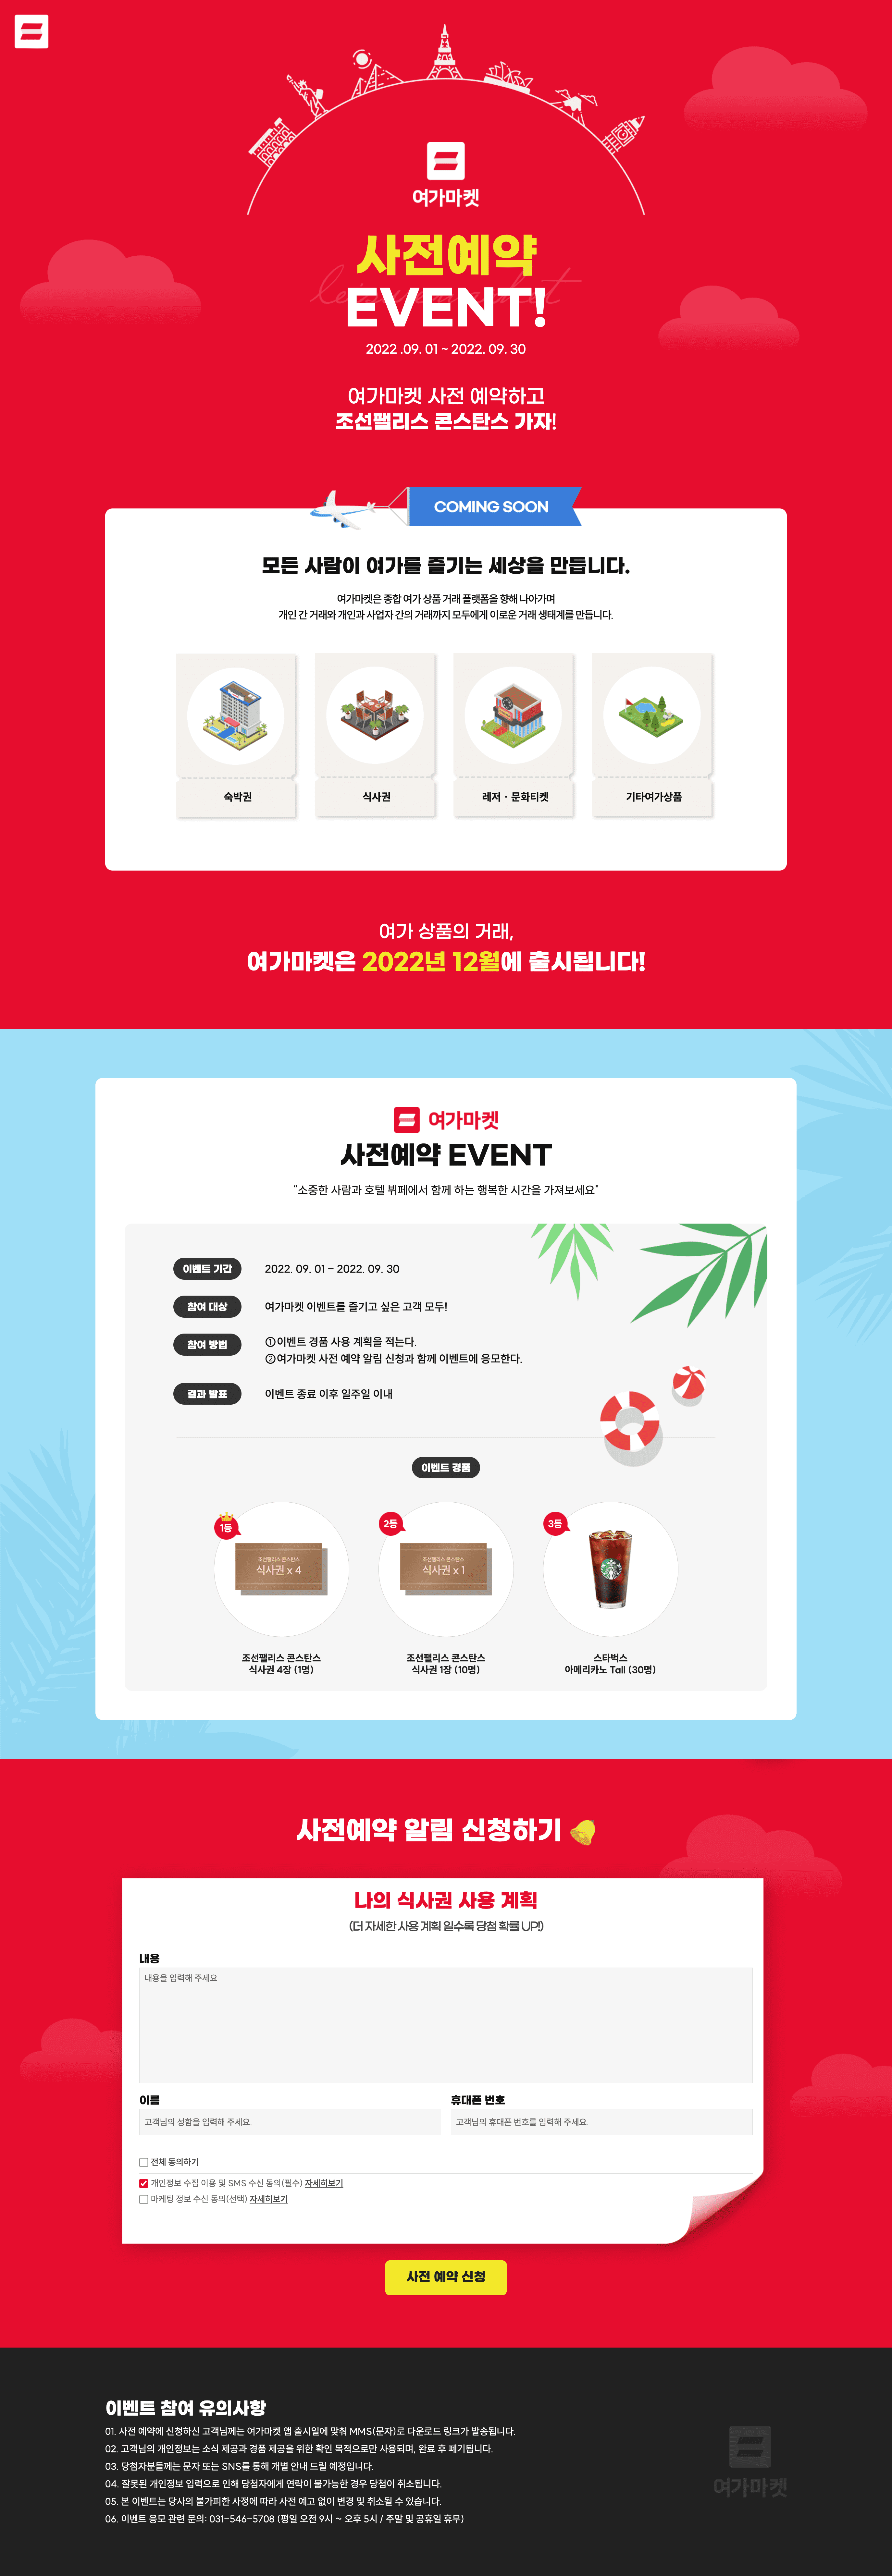 여가마켓
사전예약
leisure market
EVENT!
2022 .09. 01 ~ 2022. 09. 30
여가마켓 사전 예약하고
조선팰리스 콘스탄스 가자!
COMING SOON
모든 사람이 여가를 즐기는 세상을 만듭니다.
여가마켓은 종합 여가 상품 거래 플랫폼을 향해 나아가며
개인 간 거래와 개인과 사업자 간의 거래까지 모두에게 이로운 거래 생태계를 만듭니다.
숙박권
식사권
레저 · 문화티켓
기타여가상품
여가 상품의 거래,
여가마켓은 2022년 12월에 출시됩니다!
여가마켓
사전예약 EVENT
"소중한 사람과 호텔 뷔페에서 함께 하는 행복한 시간을 가져보세요"
이벤트 기간 2022. 09. 01 – 2022. 09. 30
참여 대상 여가마켓 이벤트를 즐기고 싶은 고객 모두!
참여 방법 ①이벤트 경품 사용 계획을 적는다.
②여가마켓 사전 예약 알림 신청과 함께 이벤트에 응모한다.
결과 발표 이벤트 종료 이후 일주일 이내
이벤트 경품
1등
조선팰리스 콘스탄스
식사권 x 4
조선팰리스 콘스탄스
식사권 4장 (1명)
2등
조선팰리스 콘스탄스
식사권 x 1
조선팰리스 콘스탄스
식사권 1장 (10명)
3등
스타벅스
아메리카노 Tall (30명)
사전예약 알림 신청하기
나의 식사권 사용 계획
(더 자세한 사용 계획 일수록 당첨 확률 UP!)
내용
내용을 입력해 주세요
이름
고객님의 성함을 입력해 주세요.
휴대폰 번호
고객님의 휴대폰 번호를 입력해 주세요.
전체 동의하기
개인정보 수집 이용 및 SMS 수신 동의(필수) 자세히보기
마케팅 정보 수신 동의(선택) 자세히보기
사전 예약 신청
이벤트 참여 유의사항
01. 사전 예약에 신청하신 고객님께는 여가마켓 앱 출시일에 맞춰 MMS(문자)로 다운로드 링크가 발송됩니다.
02. 고객님의 개인정보는 소식 제공과 경품 제공을 위한 확인 목적으로만 사용되며, 완료 후 폐기됩니다.
03. 당첨자분들께는 문자 또는 SNS를 통해 개별 안내 드릴 예정입니다.
04. 잘못된 개인정보 입력으로 인해 당첨자에게 연락이 불가능한 경우 당첨이 취소됩니다.
05. 본 이벤트는 당사의 불가피한 사정에 따라 사전 예고 없이 변경 및 취소될 수 있습니다.
06. 이벤트 응모 관련 문의: 031-546-5708 (평일 오전 9시 ~ 오후 5시 / 주말 및 공휴일 휴무)
여가마켓